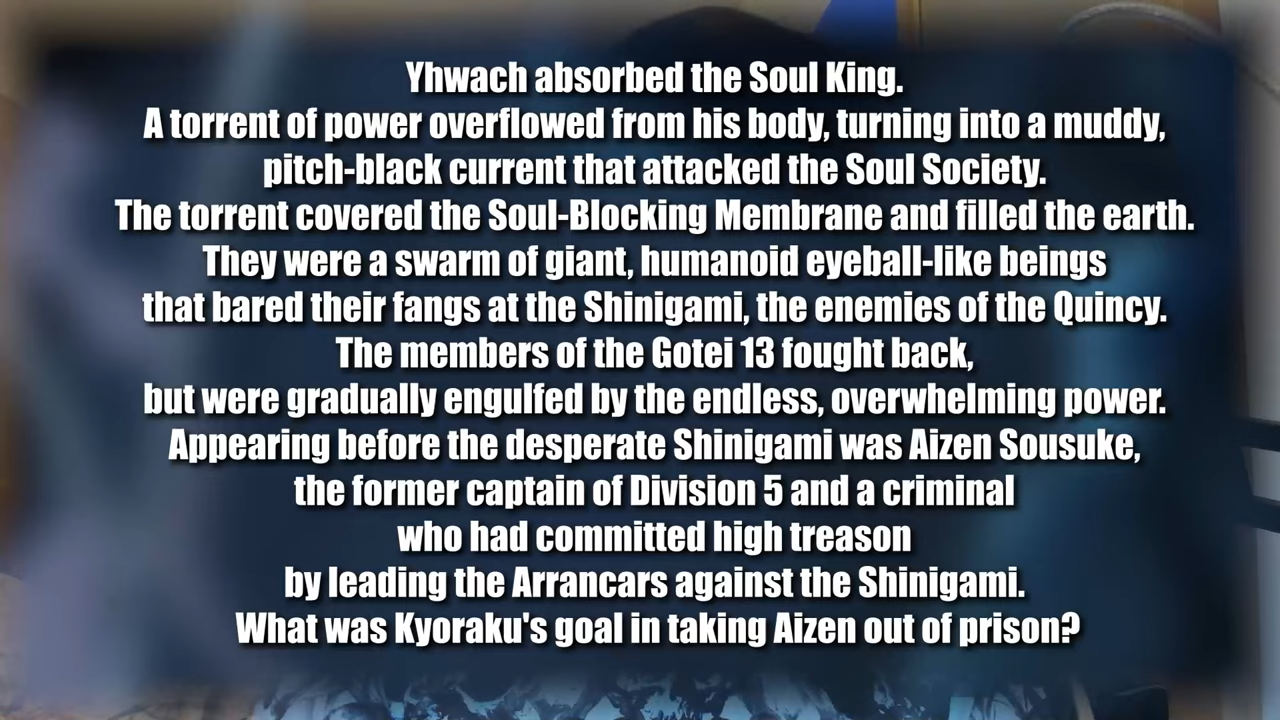 Yhwach absorbed the Soul King.
A torrent of power overflowed from his body, turning into a muddy,
pitch-black current that attacked the Soul Society.
The torrent covered the Soul-Blocking Membrane and filled the earth.
They were a swarm of giant, humanoid eyeball-like beings
that bared their fangs at the Shinigami, the enemies of the Quincy.
The members of the Gotei 13 fought back,
but were gradually engulfed by the endless, overwhelming power.
Appearing before the desperate Shinigami was Aizen Sousuke,
the former captain of Division 5 and a criminal
who had committed high treason
by leading the Arrancars against the Shinigami.
What was Kyoraku's goal in taking Aizen out of prison?